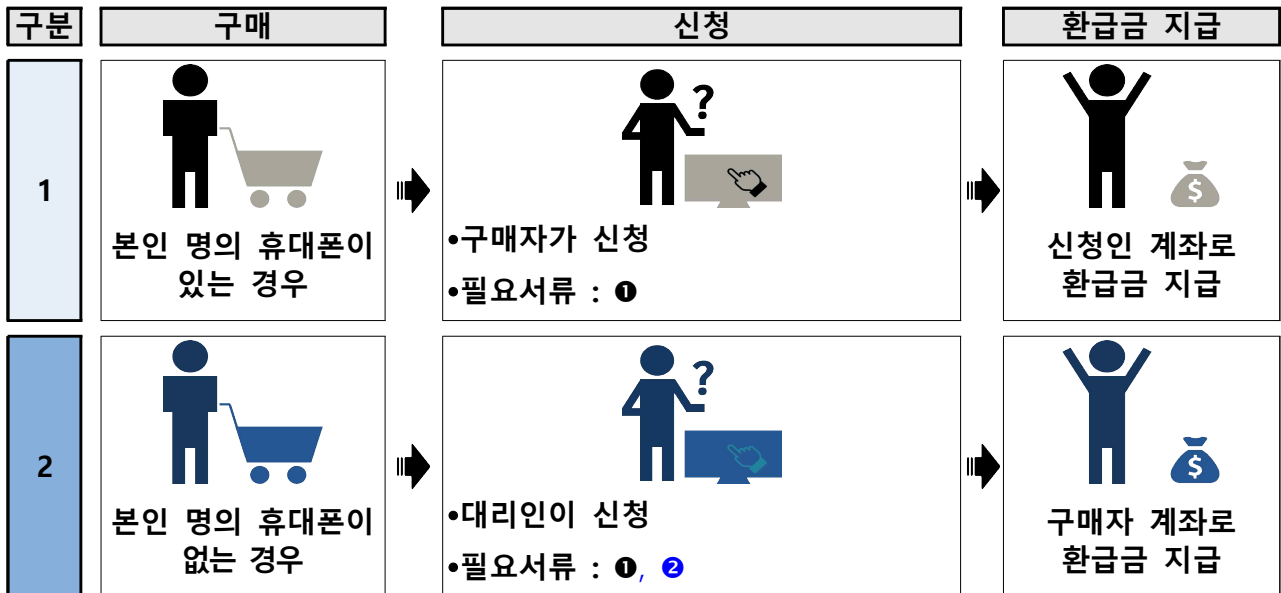 구분 구매 신청 환급금 지급
1
본인 명의 휴대폰이
있는 경우
?
•구매자가 신청
•필요서류 : ❶
$
신청인 계좌로
환급금 지급
2
본인 명의 휴대폰이
없는 경우
?
•대리인이 신청
•필요서류 : ❶, ❷
$
구매자 계좌로
환급금 지급